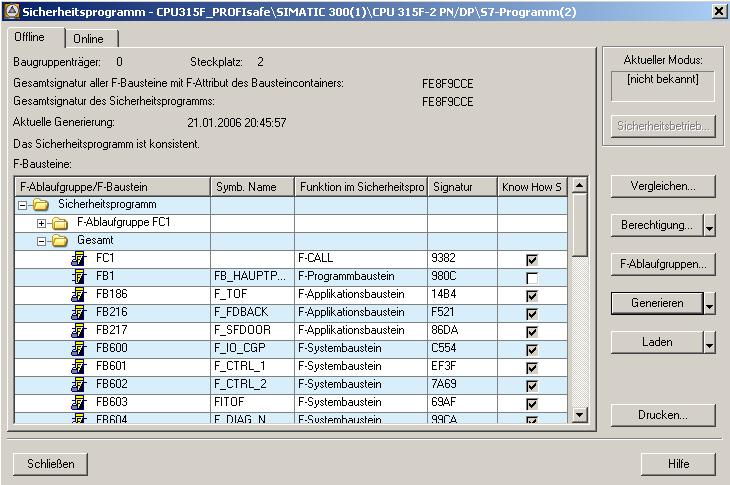 Sicherheitsprogramm - CPU315F_PROFIsafe\SIMATIC 300(1)\CPU 315F-2 PN/DP\S7-Programm(2)
Offline
Online
Baugruppenträger: 0 Steckplatz: 2
Gesamtsignatur aller F-Bausteine mit F-Attribut des Bausteincontainers: FE8F9CCE
Gesamtsignatur des Sicherheitsprogramms: FE8F9CCE
Aktuelle Generierung: 21.01.2006 20:45:57
Das Sicherheitsprogramm ist konsistent.
F-Bausteine:
F-Ablaufgruppe/F-Baustein Symb. Name Funktion im Sicherheitspro Signatur Know How S
Sicherheitsprogramm
F-Ablaufgruppe FC1
Gesamt
FC1 F-CALL 9382
FB1 FB_HAUPTP... F-Programmbaustein 980C
FB186 F_TOF F-Applikationsbaustein 14B4
FB216 F_FDBACK F-Applikationsbaustein F521
FB217 F_SFDOOR F-Applikationsbaustein 86DA
FB600 F_IO_CGP F-Systembaustein C554
FB601 F_CTRL_1 F-Systembaustein EF3F
FB602 F_CTRL_2 F-Systembaustein 7A69
FB603 FITOF F-Systembaustein 69AF
FB604 F_DIAG_N F-Systembaustein 99CA
Aktueller Modus:
[nicht bekannt]
Sicherheitsbetrieb...
Vergleichen...
Berechtigung...
F-Ablaufgruppen...
Generieren
Laden
Drucken...
Schließen
Hilfe